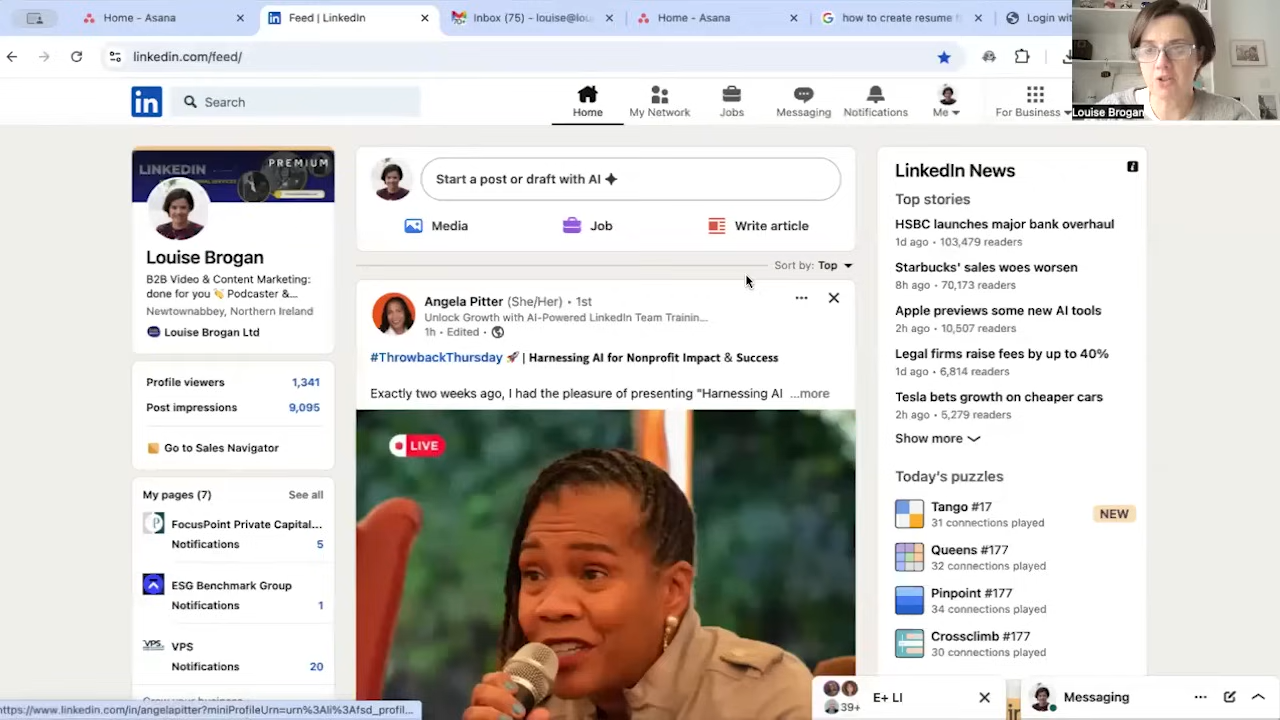 Home - Asana
Feed | LinkedIn
Inbox (75) - louise@lou
Home - Asana
how to create resume
Login wit
linkedin.com/feed/
in
Search
Home
My Network
Jobs
Messaging
Notifications
Me
For Business
Louise Brogan
LINKEDIN
PREMIUM
Louise Brogan
B2B Video & Content Marketing:
done for you 👏 Podcaster &...
Newtownabbey, Northern Ireland
Louise Brogan Ltd
Profile viewers 1,341
Post impressions 9,095
Go to Sales Navigator
My pages (7) See all
FocusPoint Private Capital...
Notifications 5
ESG Benchmark Group
Notifications 1
VPS
VPS
Notifications 20
Start a post or draft with AI
Media
Job
Write article
Sort by: Top
Angela Pitter (She/Her) • 1st
Unlock Growth with AI-Powered LinkedIn Team Trainin...
1h • Edited •
#ThrowbackThursday 🚀 | Harnessing AI for Nonprofit Impact & Success
Exactly two weeks ago, I had the pleasure of presenting "Harnessing AI ...more
LIVE
LinkedIn News
Top stories
HSBC launches major bank overhaul
1d ago • 103,479 readers
Starbucks' sales woes worsen
8h ago • 70,173 readers
Apple previews some new AI tools
2h ago • 10,507 readers
Legal firms raise fees by up to 40%
1d ago • 6,814 readers
Tesla bets growth on cheaper cars
2h ago • 5,279 readers
Show more
Today's puzzles
Tango #17
31 connections played
NEW
Queens #177
32 connections played
Pinpoint #177
34 connections played
Crossclimb #177
30 connections played
39+
E+ LI
Messaging
https://www.linkedin.com/in/angelapitter?miniProfileUrn=urn%3Ali%3Afsd_profil...